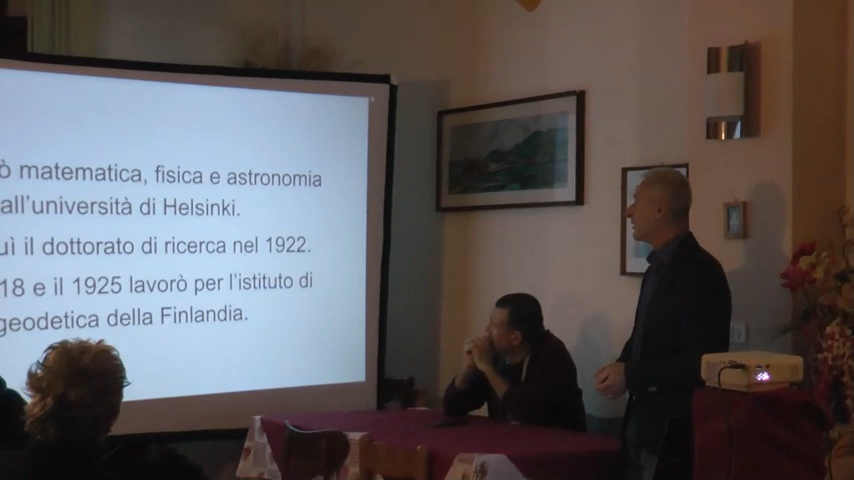 ò matematica, fisica e astronomia
all'università di Helsinki.
uì il dottorato di ricerca nel 1922.
18 e il 1925 lavorò per l'istituto di
geodetica della Finlandia.